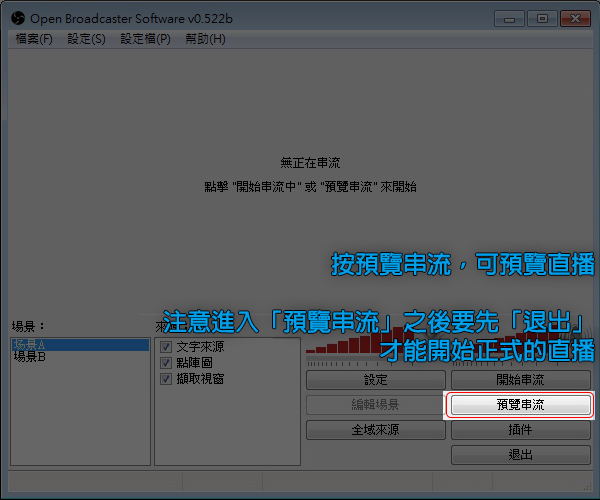 Open Broadcaster Software v0.522b
檔案(F) 設定(S) 設定檔(P) 幫助(H)
無正在串流
點擊 "開始串流中" 或 "預覽串流" 來開始
按預覽串流，可預覽直播
注意進入「預覽串流」之後要先「退出」
才能開始正式的直播
場景：
场景A
場景B
來
文字來源
點陣圖
擷取視窗
設定
開始串流
編輯場景
預覽串流
全域來源
插件
退出